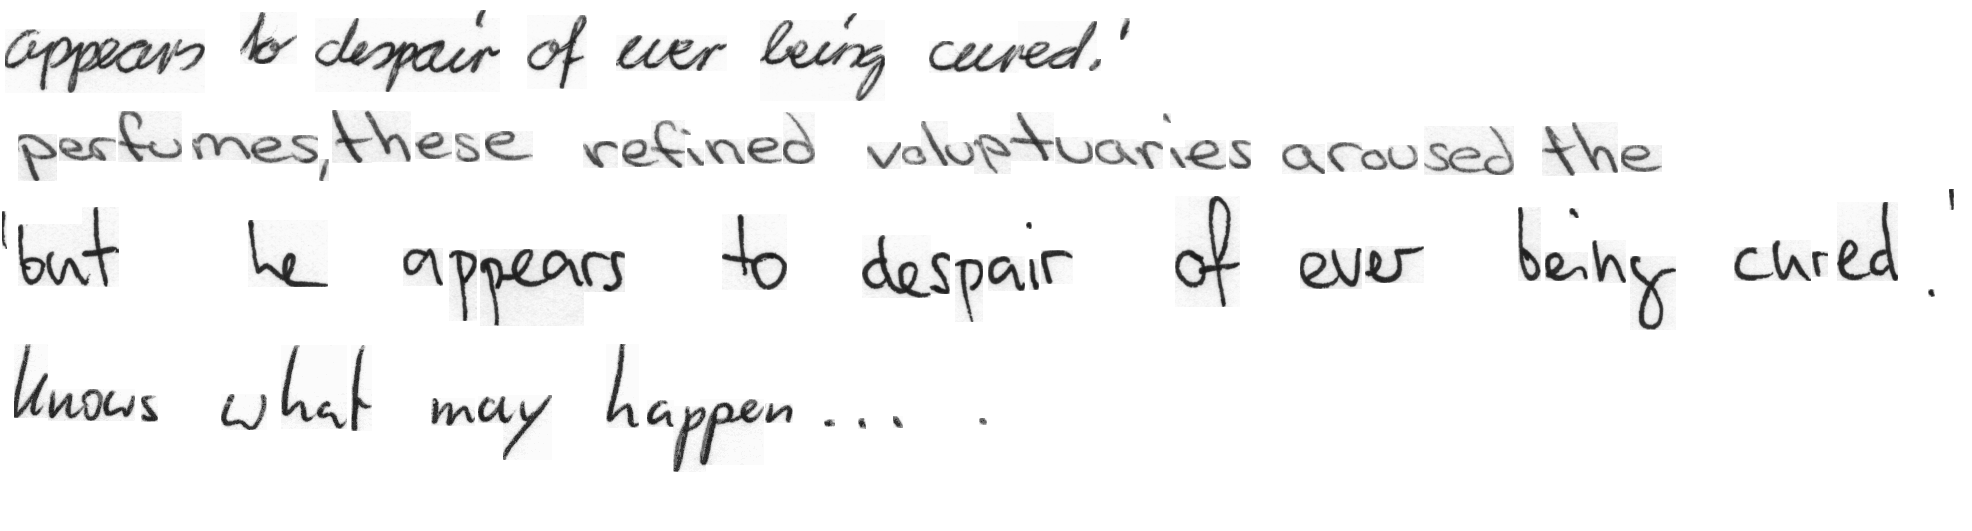 appears to despair of ever being cured.'
perfumes, these refined voluptuaries aroused the
'but he appears to despair of ever being cured.'
knows what may happen... .